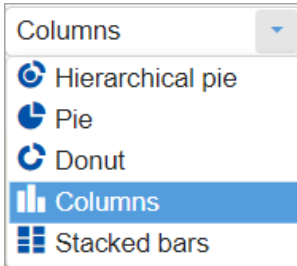 Columns
Hierarchical pie
Pie
Donut
Columns
Stacked bars